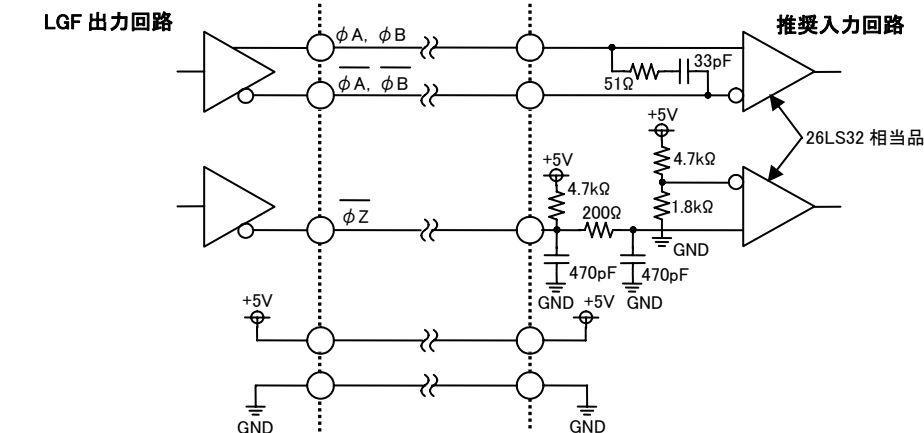 LGF 出力回路
推奨入力回路
φA, φB
33pF
51Ω
φA̅, φB̅
+5V
26LS32 相当品
4.7kΩ
+5V
4.7kΩ
1.8kΩ
φZ̅
200Ω
GND
470pF
470pF
GND
GND
+5V
+5V
GND
GND